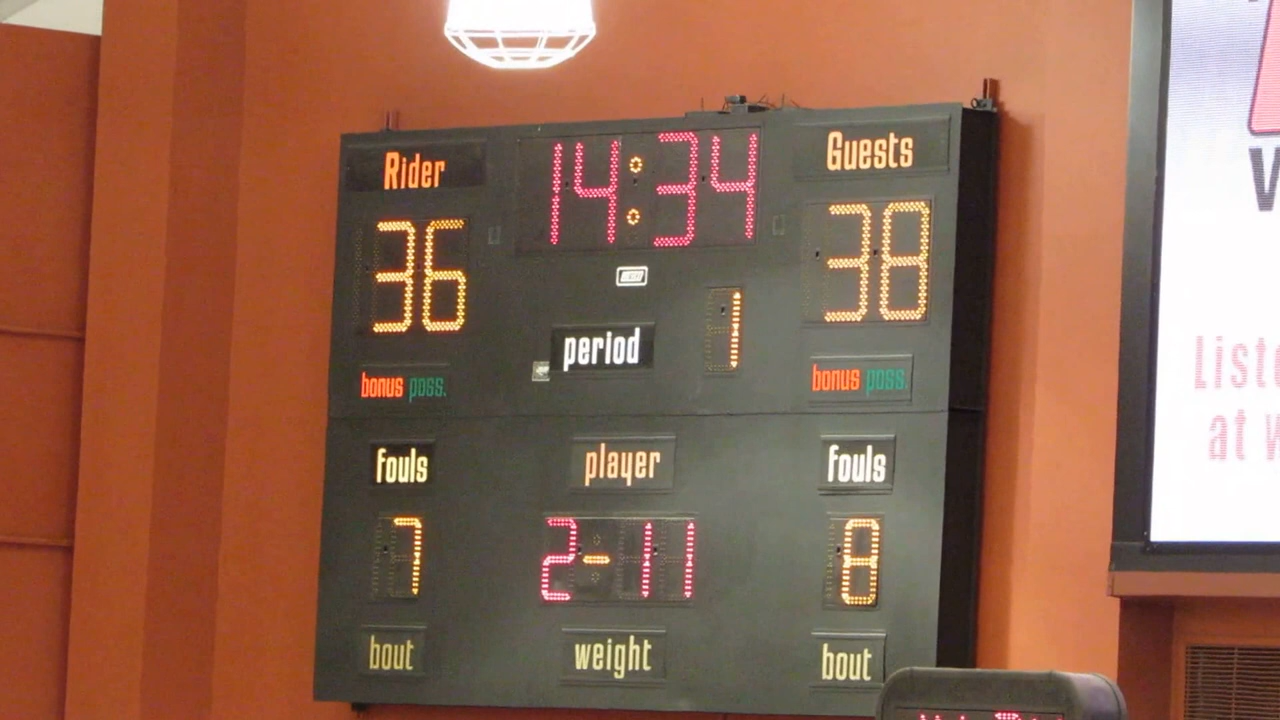 Rider 14:34 Guests
36 38
period 1
bonus poss. bonus poss.
fouls player fouls
7 2-11 8
bout weight bout